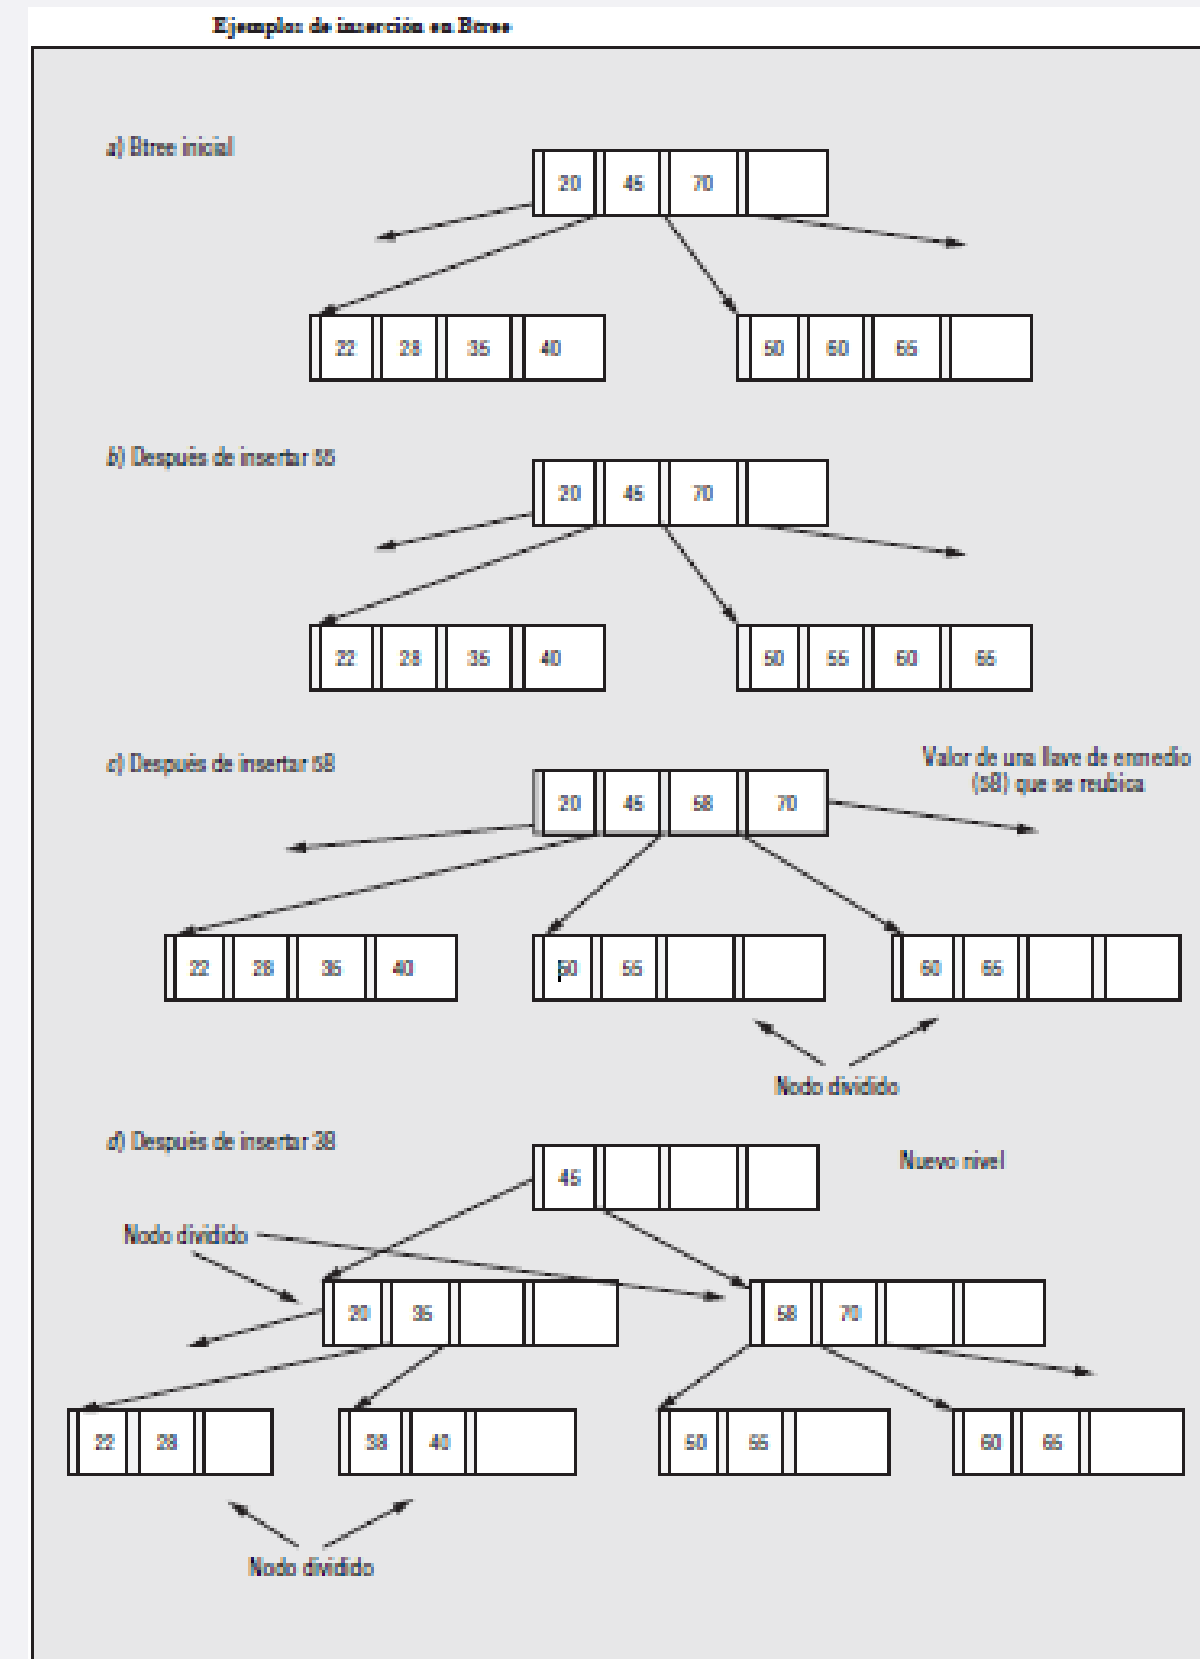 Ejemplos de inserción en Btree
a) Btree inicial
20 45 70
22 28 35 40
50 60 65
b) Después de insertar 55
20 45 70
22 28 35 40
50 55 60 65
c) Después de insertar 58
Valor de una llave de enmedio
(58) que se reubica
20 45 58 70
22 28 35 40
50 55
60 65
Nodo dividido
d) Después de insertar 38
45
Nuevo nivel
Nodo dividido
20 35
58 70
22 28
38 40
50 55
60 65
Nodo dividido